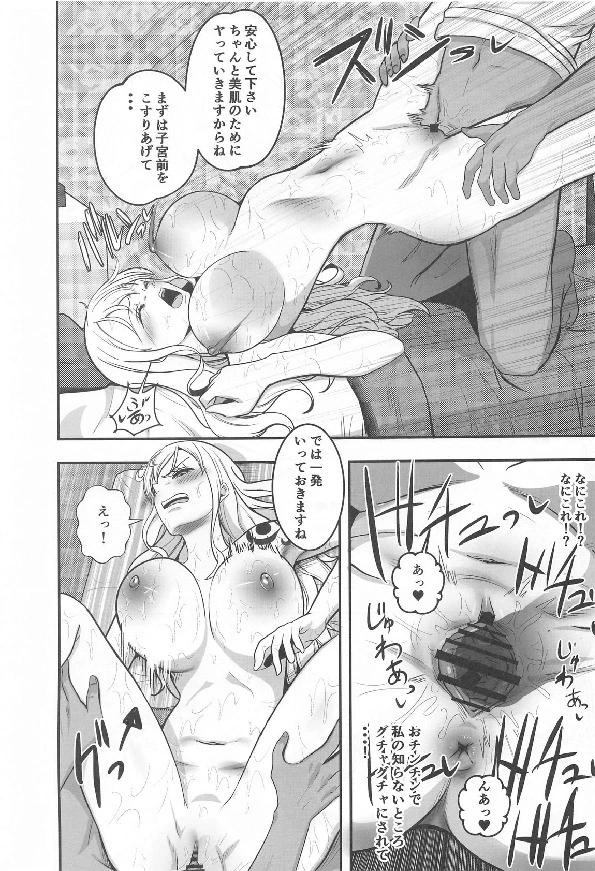 安心して下さい
ちゃんと美肌のために
ヤっていきますからね
まずは子宮前を
こすりあげて
…
なにこれ！？
なにこれ！？
あっ♥
じゅわあっ
じゅわあっ
おチンチンで
私の知らないところ
グチャグチャにされて
…！
んあっ♥
では一発
いっておきますね
えっ！
グッ